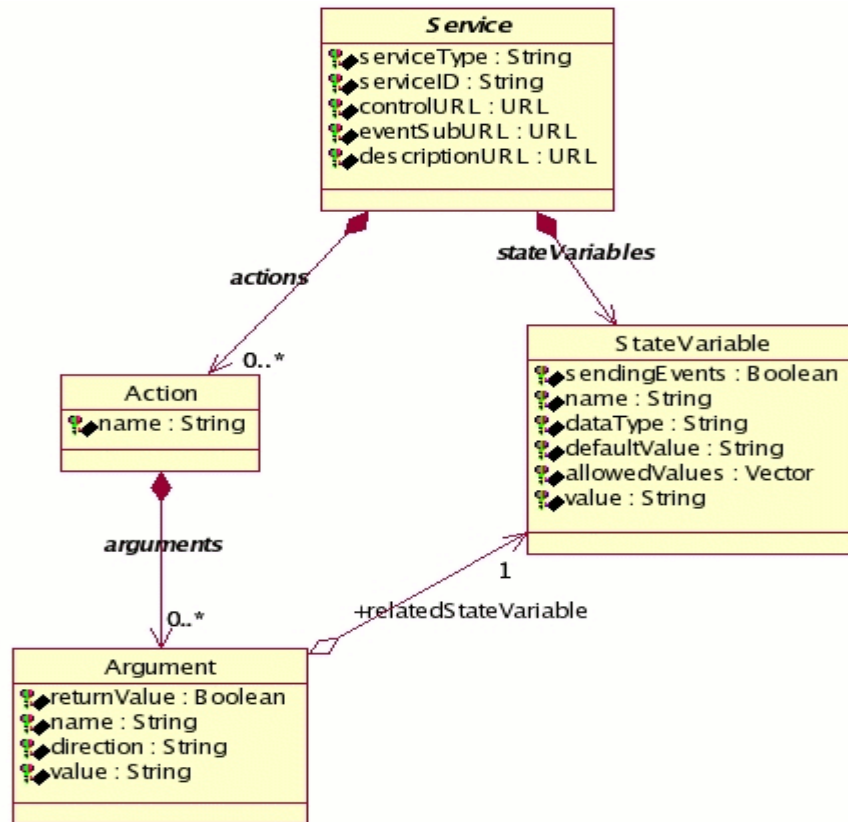 Service
serviceType : String
serviceID : String
controlURL : URL
eventSubURL : URL
descriptionURL : URL
stateVariables
actions
0..*
StateVariable
sendingEvents : Boolean
name : String
dataType : String
defaultValue : String
allowedValues : Vector
value : String
Action
name : String
arguments
1
+relatedStateVariable
0..*
Argument
returnValue : Boolean
name : String
direction : String
value : String